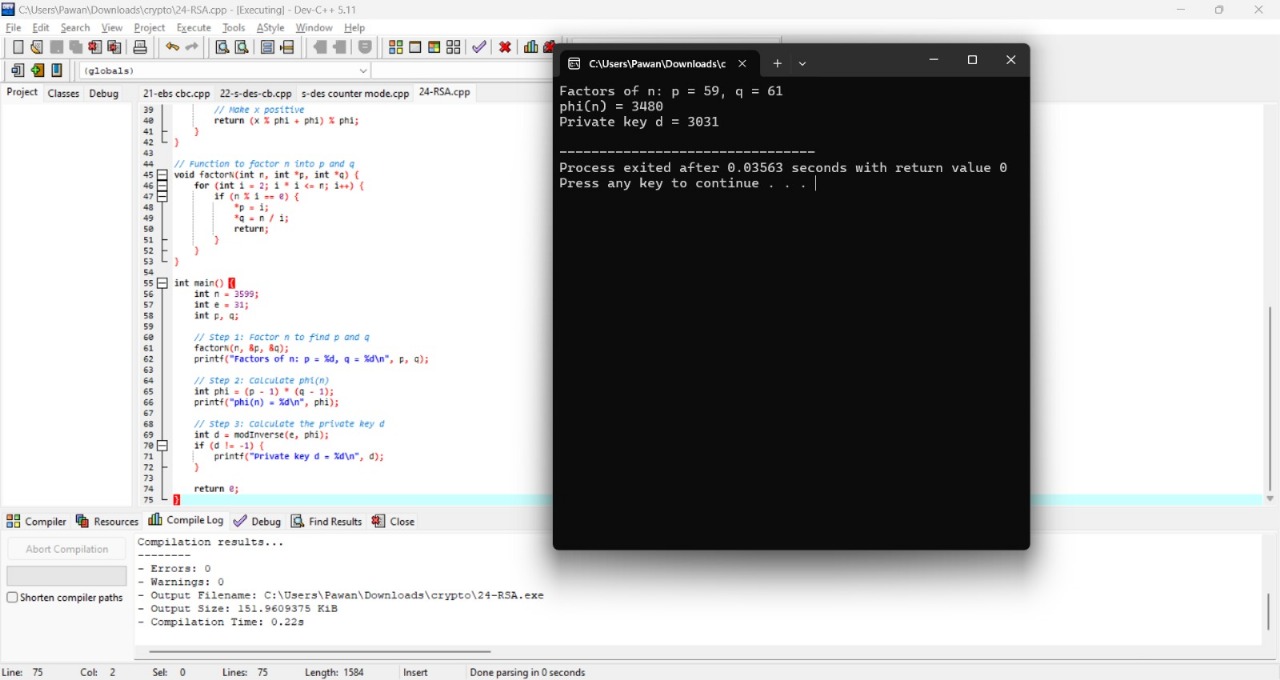 C:\Users\Pawan\Downloads\crypto\24-RSA.cpp - [Executing] - Dev-C++ 5.11
File Edit Search View Project Execute Tools AStyle Window Help
(globals)
Project Classes Debug
21-ebs cbc.cpp 22-s-des-cb.cpp s-des counter mode.cpp 24-RSA.cpp
39 // Make x positive
40 return (x % phi + phi) % phi;
41 }
42 }
43
44 // Function to factor n into p and q
45 void factorN(int n, int *p, int *q) {
46 for (int i = 2; i * i <= n; i++) {
47 if (n % i == 0) {
48 *p = i;
49 *q = n / i;
50 return;
51 }
52 }
53 }
54
55 int main() {
56 int n = 3599;
57 int e = 31;
58 int p, q;
59
60 // Step 1: Factor n to find p and q
61 factorN(n, &p, &q);
62 printf("Factors of n: p = %d, q = %d\n", p, q);
63
64 // Step 2: Calculate phi(n)
65 int phi = (p - 1) * (q - 1);
66 printf("phi(n) = %d\n", phi);
67
68 // Step 3: Calculate the private key d
69 int d = modInverse(e, phi);
70 if (d != -1) {
71 printf("Private key d = %d\n", d);
72 }
73
74 return 0;
75 }
C:\Users\Pawan\Downloads\c
Factors of n: p = 59, q = 61
phi(n) = 3480
Private key d = 3031
--------------------------------
Process exited after 0.03563 seconds with return value 0
Press any key to continue . . .
Compiler Resources Compile Log Debug Find Results Close
Abort Compilation
Shorten compiler paths
Compilation results...
--------
- Errors: 0
- Warnings: 0
- Output Filename: C:\Users\Pawan\Downloads\crypto\24-RSA.exe
- Output Size: 151.9609375 KiB
- Compilation Time: 0.22s
Line: 75 Col: 2 Sel: 0 Lines: 75 Length: 1584 Insert Done parsing in 0 seconds